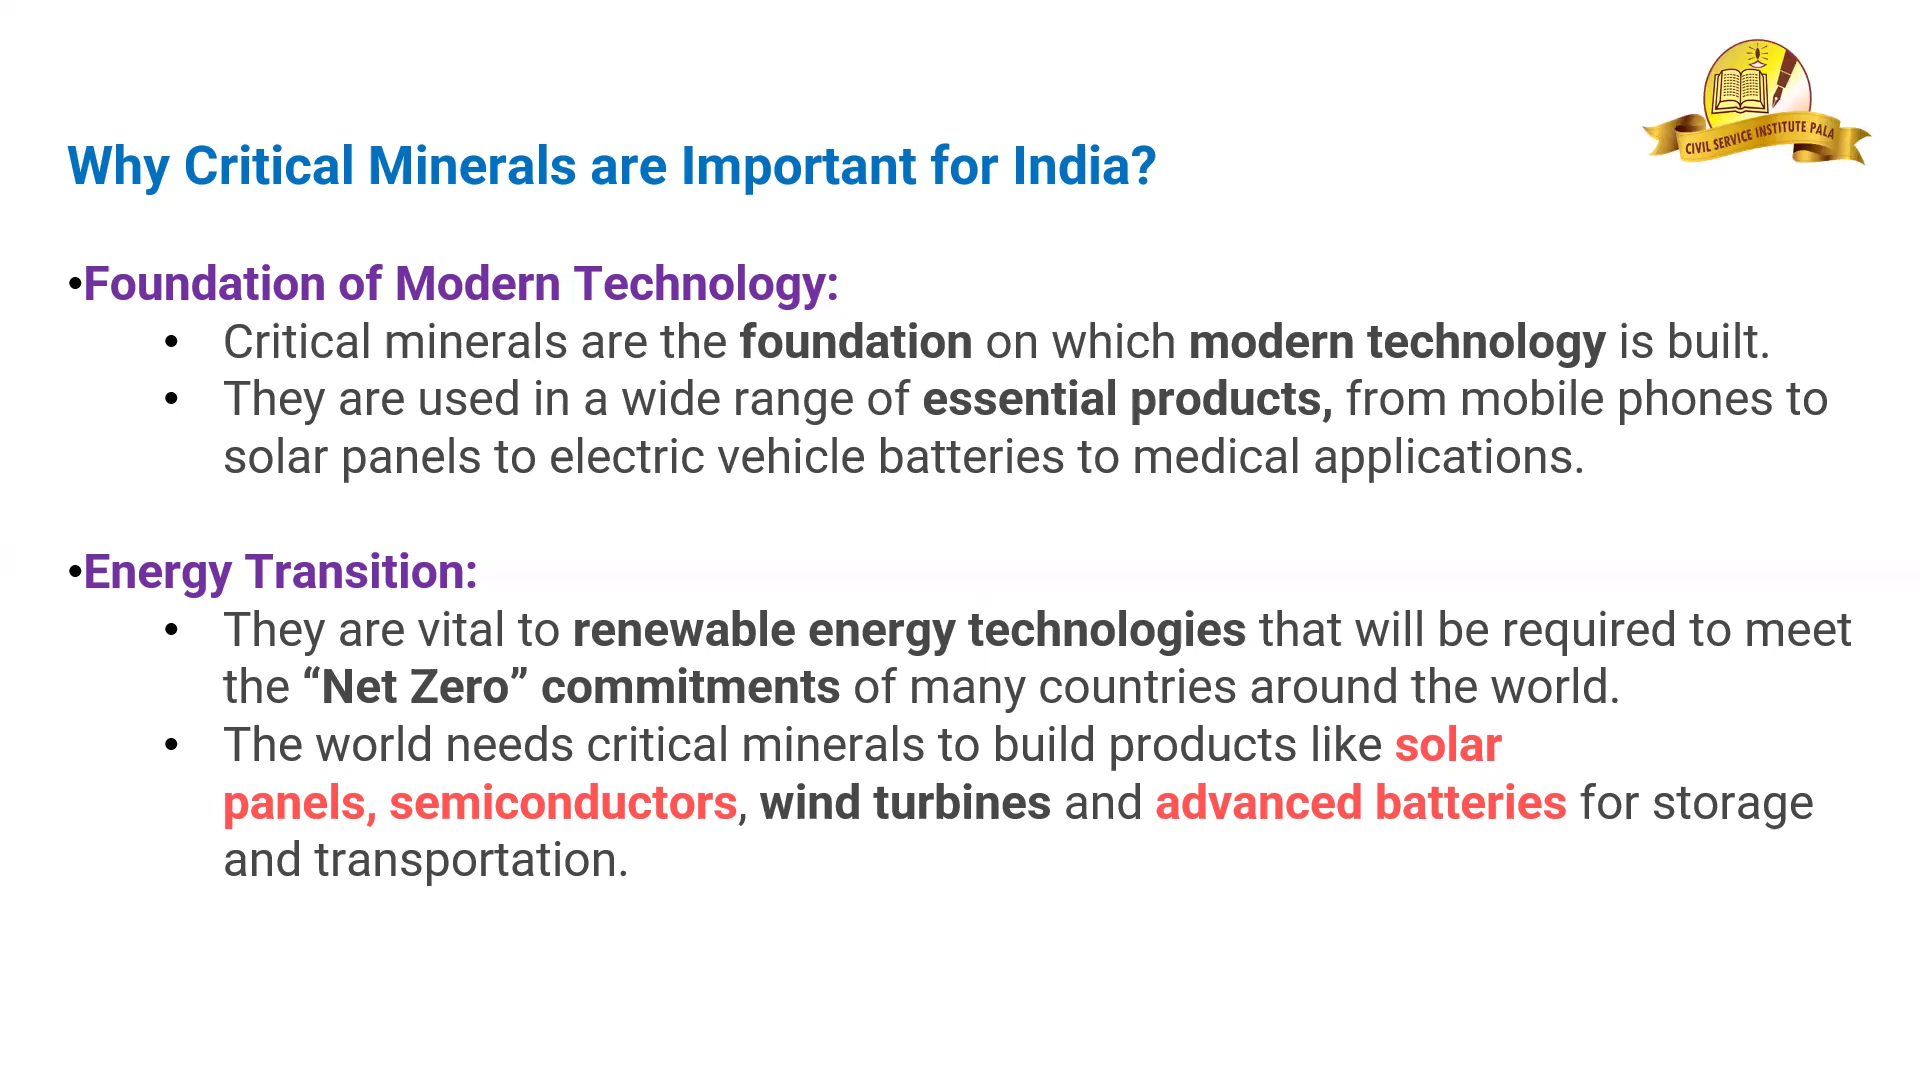 CIVIL SERVICE INSTITUTE PALA
Why Critical Minerals are Important for India?
•Foundation of Modern Technology:
• Critical minerals are the foundation on which modern technology is built.
• They are used in a wide range of essential products, from mobile phones to
solar panels to electric vehicle batteries to medical applications.
•Energy Transition:
• They are vital to renewable energy technologies that will be required to meet
the “Net Zero” commitments of many countries around the world.
• The world needs critical minerals to build products like solar
panels, semiconductors, wind turbines and advanced batteries for storage
and transportation.